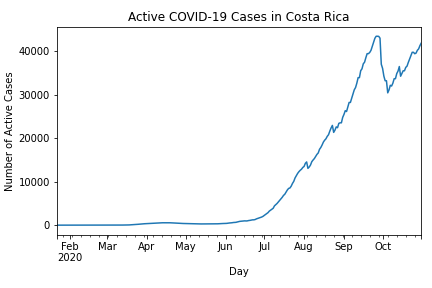 Active COVID-19 Cases in Costa Rica
Number of Active Cases
40000
30000
20000
10000
0
Feb Mar Apr May Jun Jul Aug Sep Oct
2020
Day